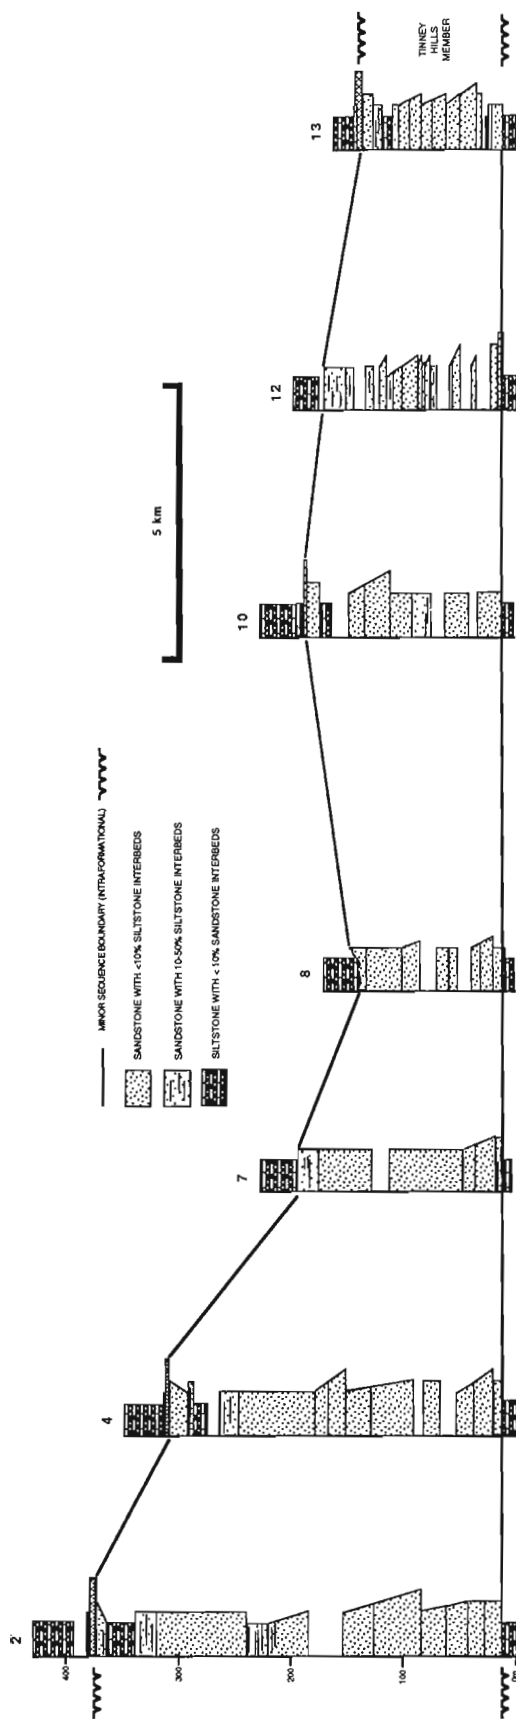 2
4
7
8
10
12
13
5 km
MINOR SEQUENCE BOUNDARY (INTRAFORMATIONAL)
SANDSTONE WITH <10% SILTSTONE INTERBEDS
SANDSTONE WITH 10-50% SILTSTONE INTERBEDS
SILTSTONE WITH < 10% SANDSTONE INTERBEDS
TINNEY
HILLS
MEMBER
400
300
200
100
0m